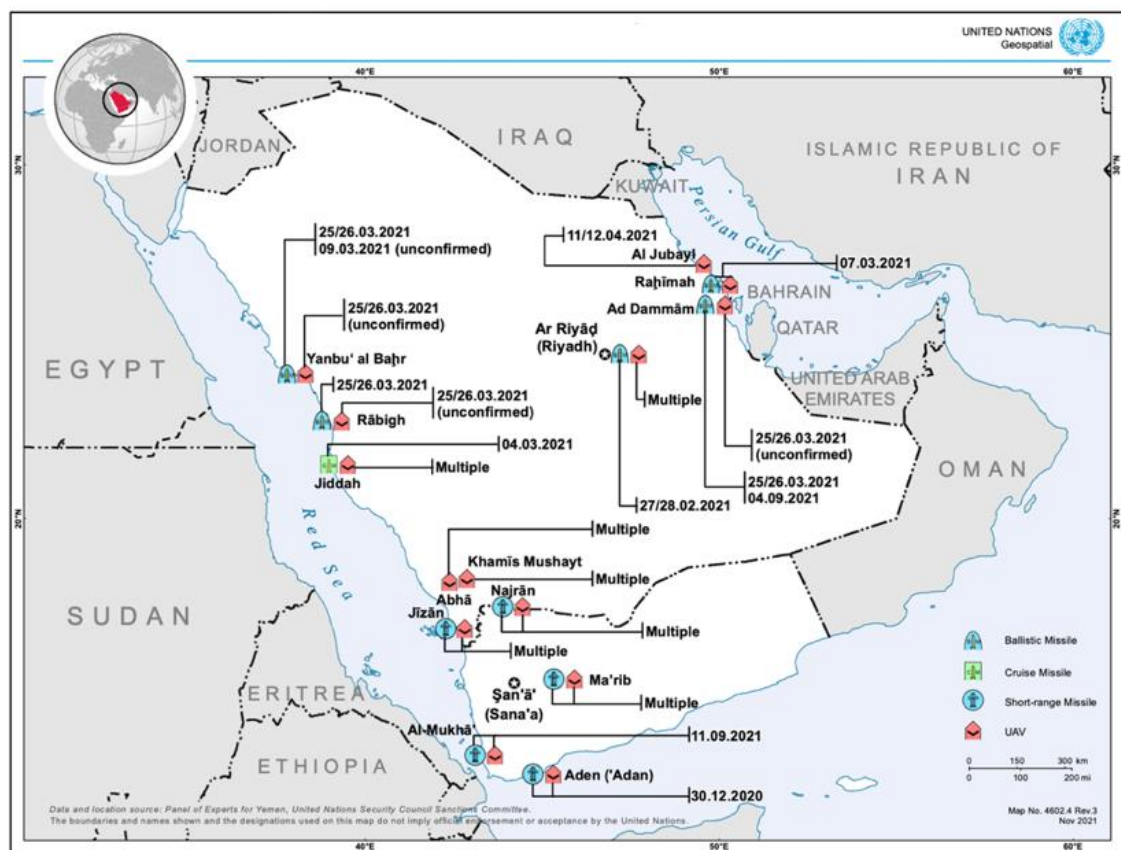 UNITED NATIONS
Geospatial
40°E
50°E
60°E
JORDAN
IRAQ
ISLAMIC REPUBLIC OF
IRAN
30°N
30°N
KUWAIT
Persian Gulf
25/26.03.2021
09.03.2021 (unconfirmed)
11/12.04.2021
Al Jubayl
07.03.2021
Raḩīmah
BAHRAIN
Ad Dammām
QATAR
25/26.03.2021
(unconfirmed)
Ar Riyāḑ
(Riyadh)
EGYPT
Yanbu' al Baḩr
25/26.03.2021
25/26.03.2021
(unconfirmed)
Rābigh
Multiple
UNITED ARAB
EMIRATES
04.03.2021
Multiple
Jiddah
25/26.03.2021
(unconfirmed)
OMAN
25/26.03.2021
04.09.2021
27/28.02.2021
20°N
20°N
Red Sea
Multiple
Khamīs Mushayt
Multiple
Abhā
Najrān
SUDAN
Jīzān
Multiple
Multiple
Ballistic Missile
Cruise Missile
Short-range Missile
UAV
Ma'rib
Şan'ā'
(Sana'a)
Multiple
ERITREA
Al-Mukhā'
11.09.2021
ETHIOPIA
Aden ('Adan)
30.12.2020
0 150 300 km
0 100 200 mi
Data and location source: Panel of Experts for Yemen, United Nations Security Council Sanctions Committee.
The boundaries and names shown and the designations used on this map do not imply official endorsement or acceptance by the United Nations.
Map No. 4602.4 Rev.3
Nov 2021
40°E
50°E
60°E